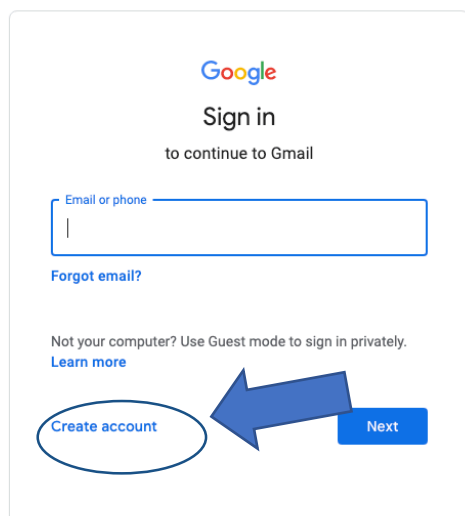 Google
Sign in
to continue to Gmail
Email or phone
Forgot email?
Not your computer? Use Guest mode to sign in privately.
Learn more
Create account
Next